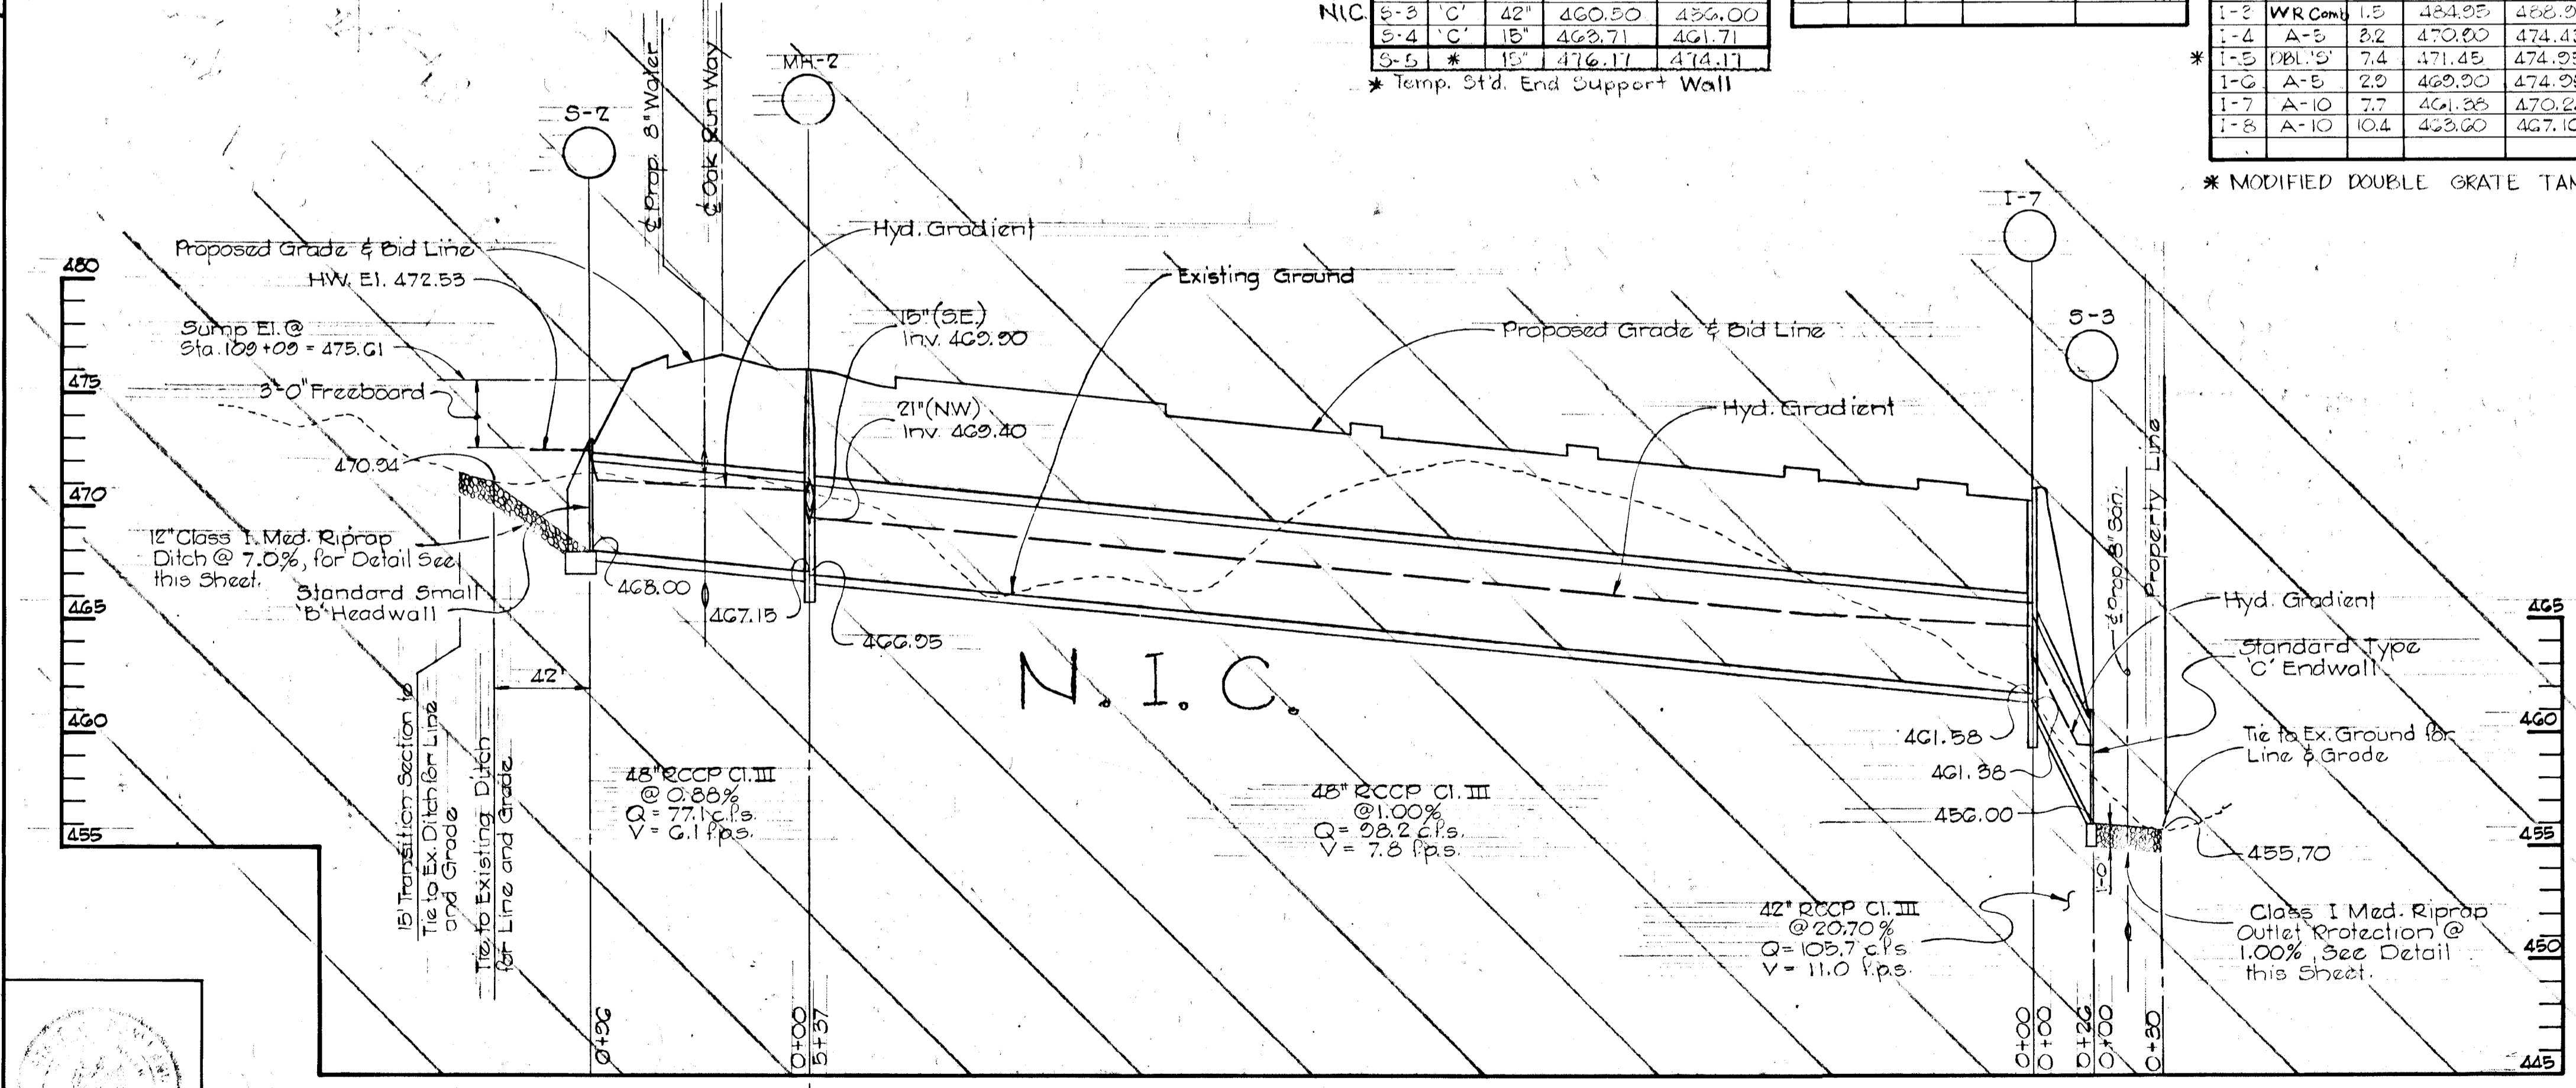 NIC. S-3 'C' 42" 460.50 456.00
S-4 'C' 15" 463.71 461.71
S-5 * 15" 476.17 474.17
* Temp. St'd. End Support Wall
I-3 WR Comb 1.5 484.95
I-4 A-5 3.2 470.90
* I-5 DBL.'S' 7.4 471.45
I-6 A-5 2.9 469.90
I-7 A-10 7.7 461.38
I-8 A-10 10.4 463.60
* MODIFIED DOUBLE GRATE
S-2
℄ Prop. 8" Water
℄ Oak Run Way
MH-2
I-7
S-3
480
475
470
465
460
455
Proposed Grade & Bid Line
HW. El. 472.53
Sump El. @
Sta. 109+09 = 475.61
3'-0" Freeboard
470.94
12" Class I Med. Riprap
Ditch @ 7.0%, for Detail See
this Sheet.
Standard Small
'B' Headwall
Hyd. Gradient
15" (S.E.)
Inv. 469.90
21" (NW)
Inv. 469.40
Existing Ground
Proposed Grade & Bid Line
Hyd. Gradient
468.00
467.15
466.95
42'
N. I. C.
15' Transition Section to
Tie to Ex. Ditch for Line
and Grade
Tie to Existing Ditch
for Line and Grade
48" RCCP Cl. III
@ 0.88%
Q = 77.1 c.f.s.
V = 6.1 f.p.s.
48" RCCP Cl. III
@ 1.00%
Q = 98.2 c.f.s.
V = 7.8 f.p.s.
42" RCCP Cl. III
@ 20.70%
Q = 105.7 c.f.s
V = 11.0 f.p.s.
461.58
461.38
456.00
℄ Prop. 8" San.
Property Line
Hyd. Gradient
Standard Type
'C' Endwall
Tie to Ex. Ground for
Line & Grade
455.70
1'-0"
Class I Med. Riprap
Outlet Protection @
1.00%, See Detail
this Sheet.
465
460
455
450
445
0+96
0+00
5+37
0+00
0+00
0+26
0+00
0+30